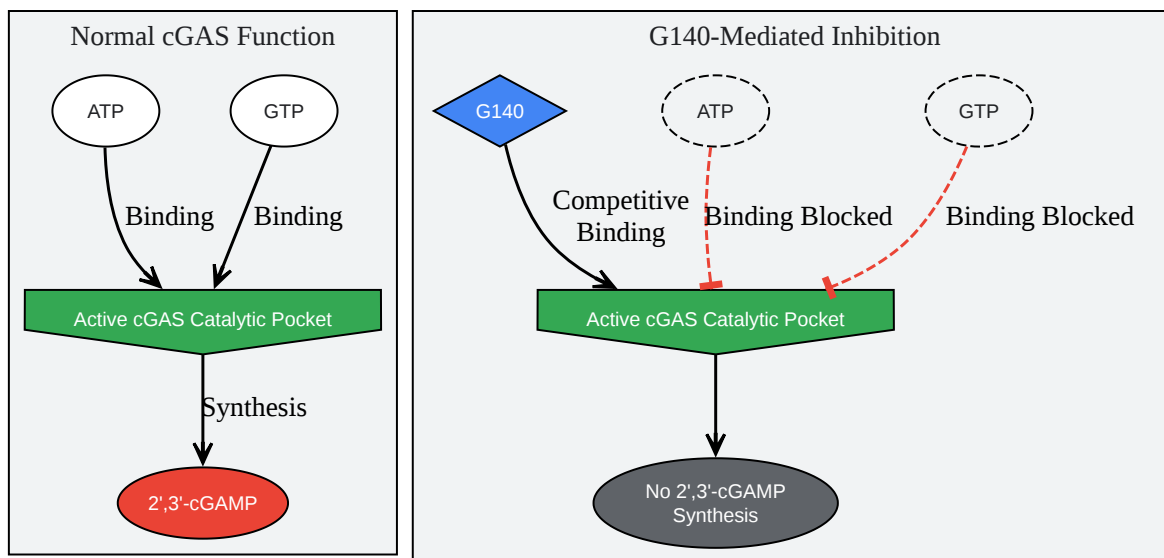 Normal cGAS Function
ATP
GTP
Binding
Binding
Active cGAS Catalytic Pocket
Synthesis
2',3'-cGAMP
G140-Mediated Inhibition
G140
ATP
GTP
Competitive
Binding
Binding Blocked
Binding Blocked
Active cGAS Catalytic Pocket
No 2',3'-cGAMP
Synthesis